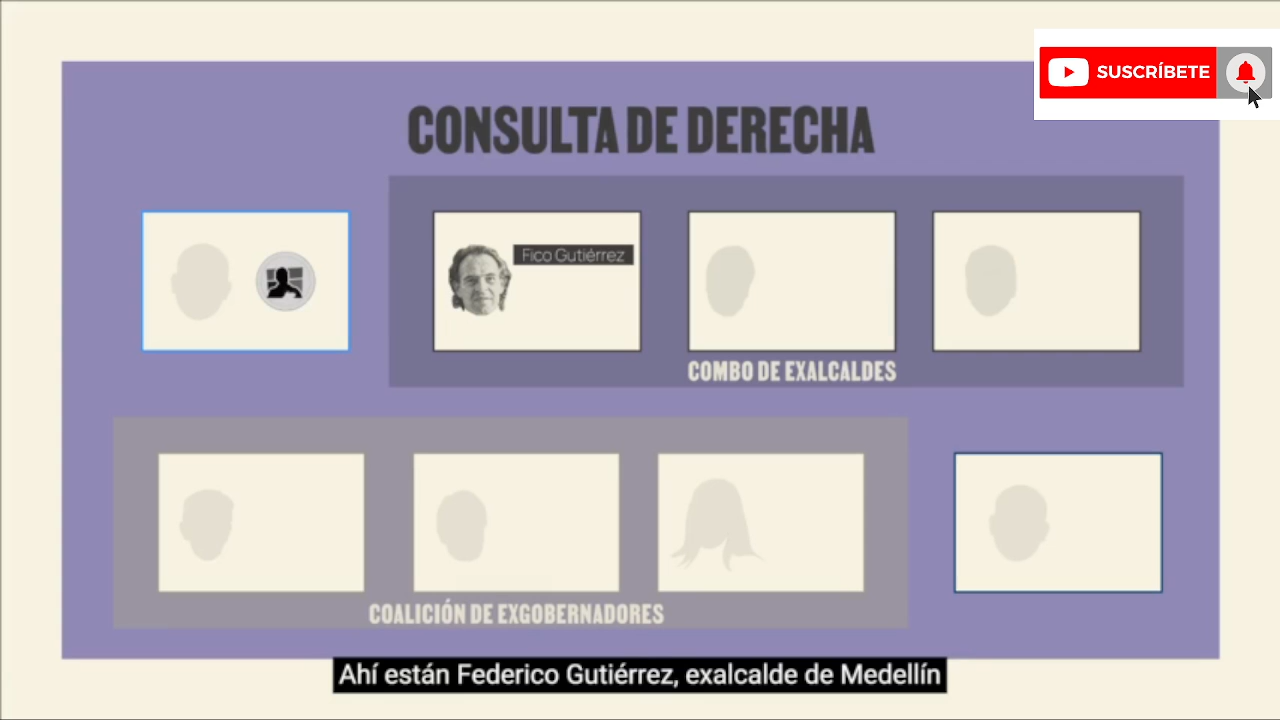 SUSCRÍBETE
CONSULTA DE DERECHA
Fico Gutiérrez
COMBO DE EXALCALDES
COALICIÓN DE EXGOBERNADORES
Ahí están Federico Gutiérrez, exalcalde de Medellín